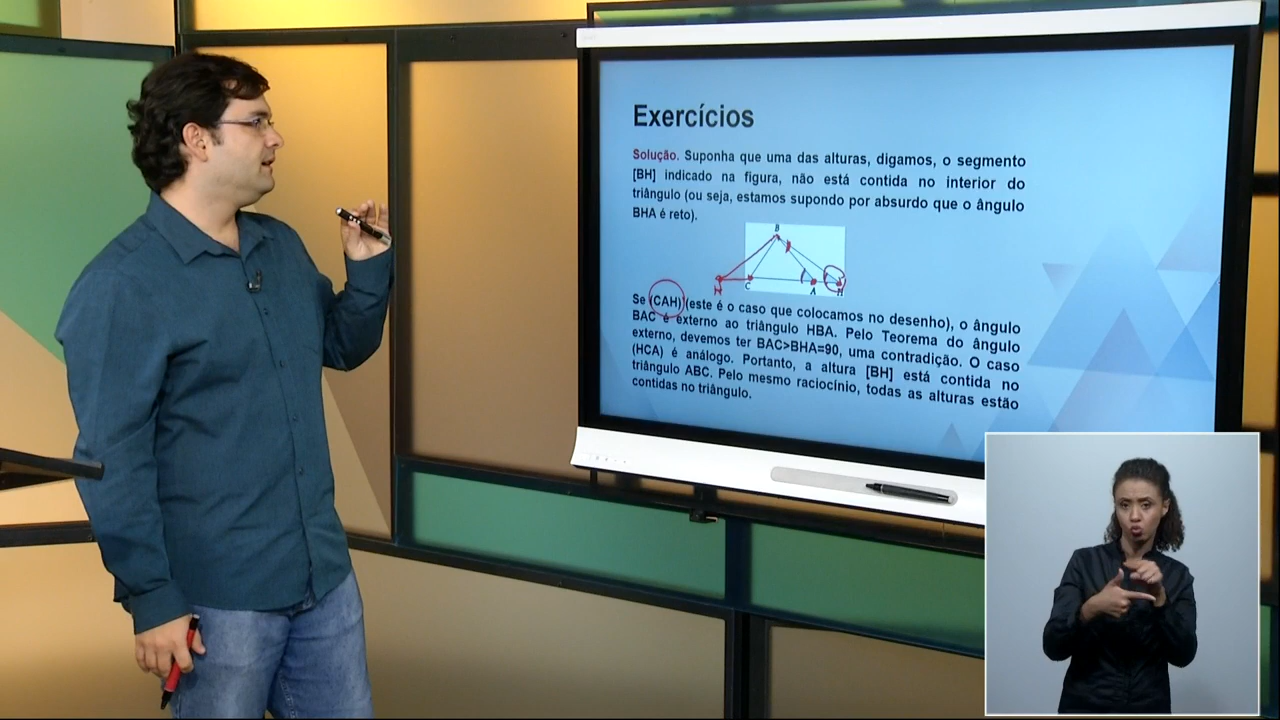 Exercícios
Solução. Suponha que uma das alturas, digamos, o segmento
[BH] indicado na figura, não está contida no interior do
triângulo (ou seja, estamos supondo por absurdo que o ângulo
BHA é reto).
B
H C A H
Se (CAH) (este é o caso que colocamos no desenho), o ângulo
BAC é externo ao triângulo HBA. Pelo Teorema do ângulo
externo, devemos ter BAC>BHA=90, uma contradição. O caso
(HCA) é análogo. Portanto, a altura [BH] está contida no
triângulo ABC. Pelo mesmo raciocínio, todas as alturas estão
contidas no triângulo.